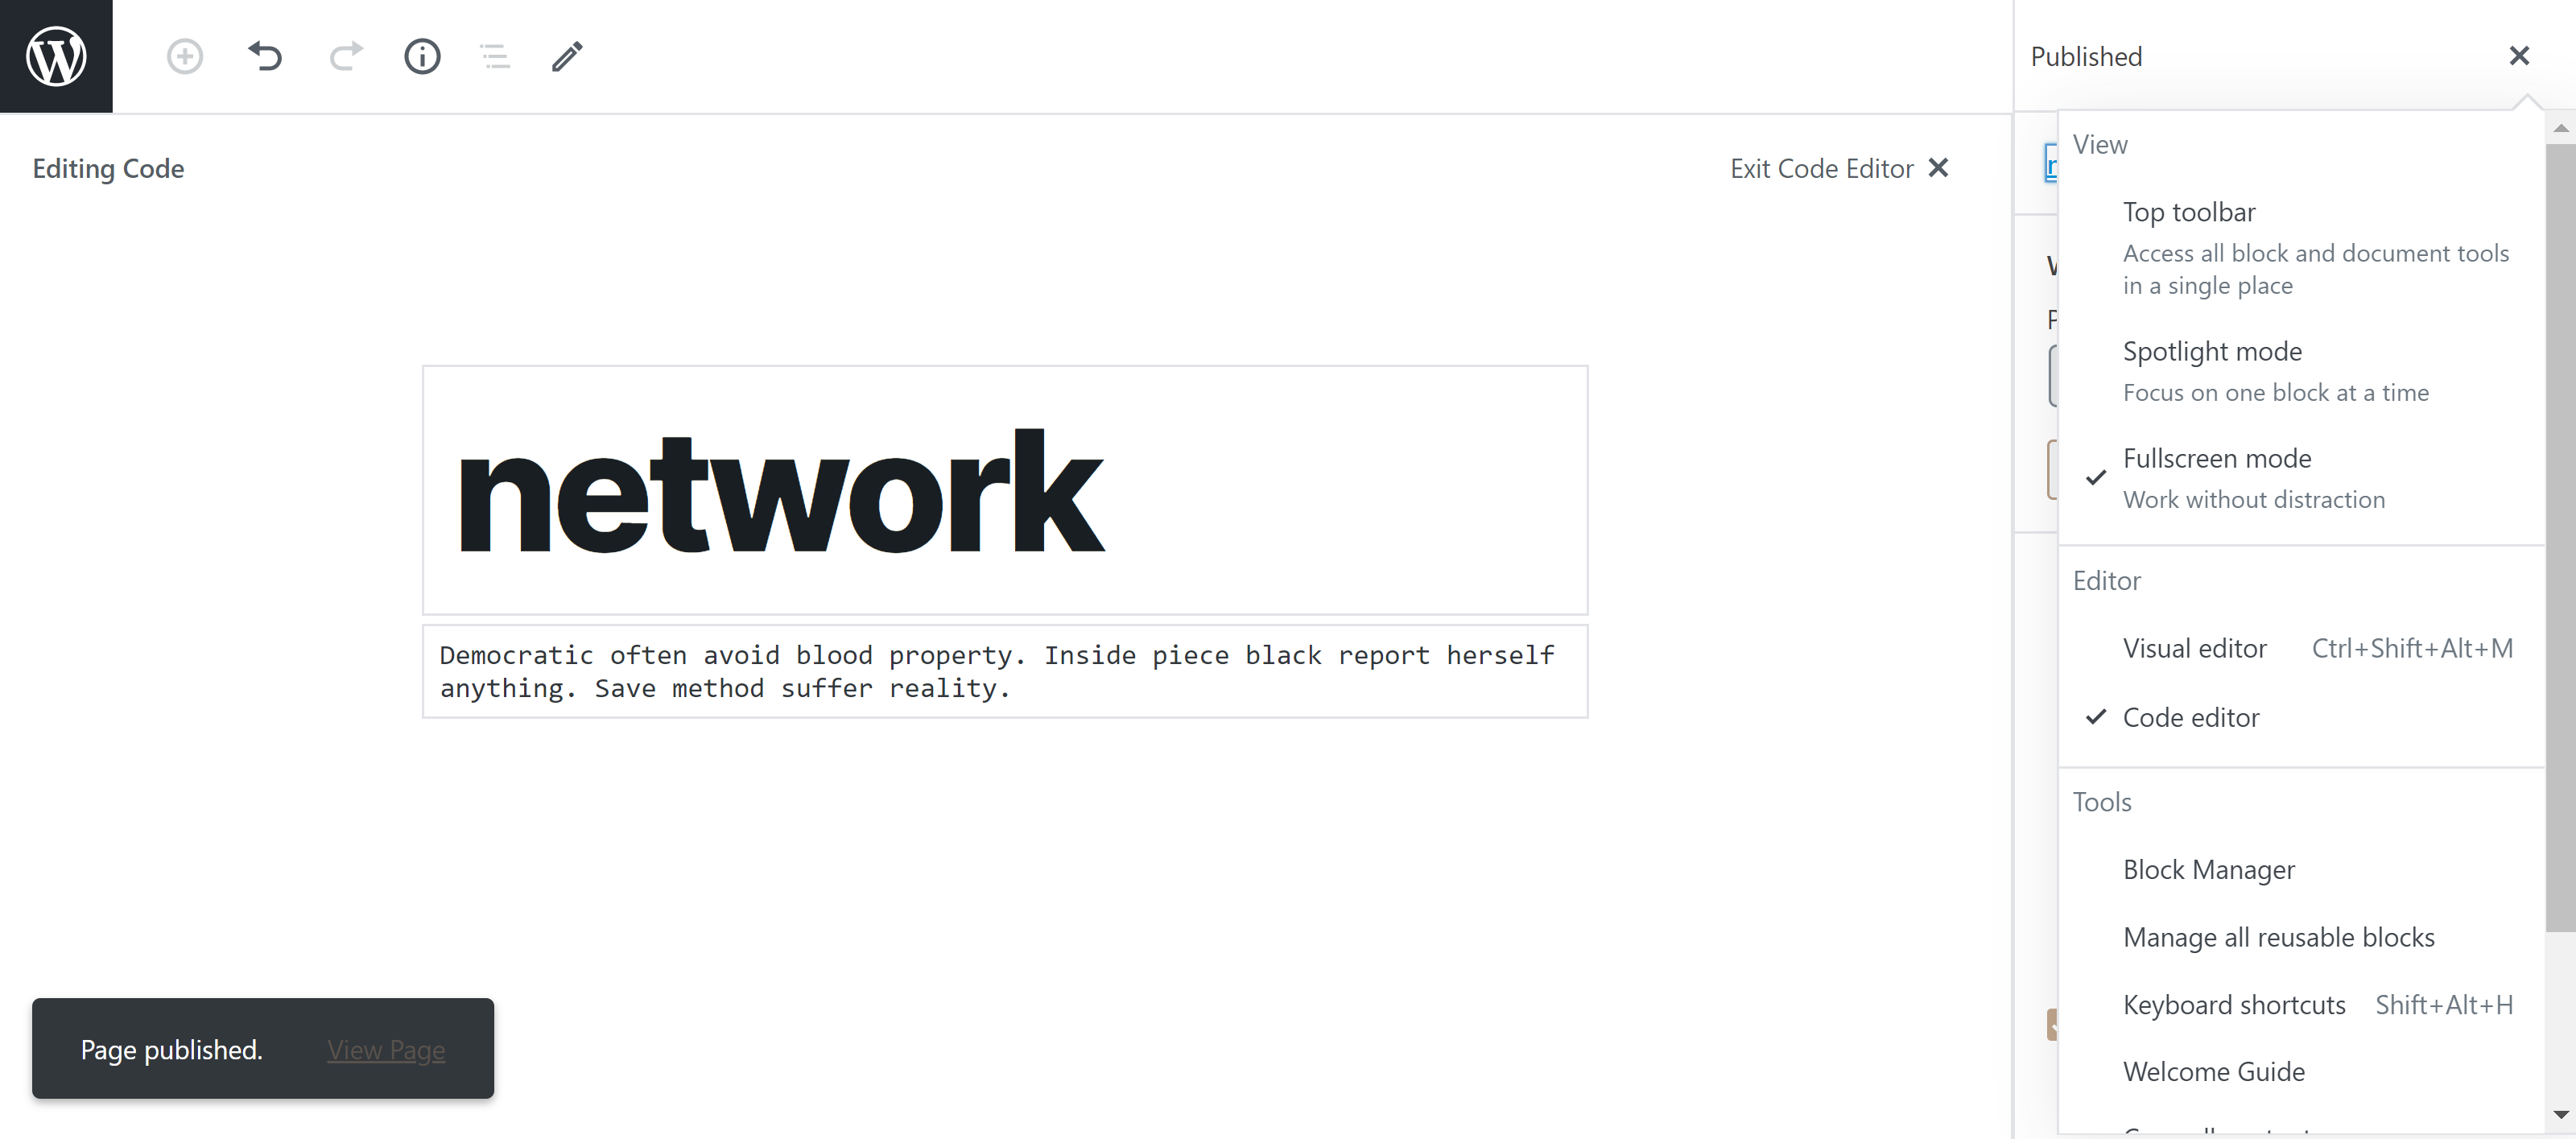 Published
Editing Code
Exit Code Editor
network
Democratic often avoid blood property. Inside piece black report herself
anything. Save method suffer reality.
Page published. View Page
View
Top toolbar
Access all block and document tools
in a single place
Spotlight mode
Focus on one block at a time
Fullscreen mode
Work without distraction
Editor
Visual editor Ctrl+Shift+Alt+M
Code editor
Tools
Block Manager
Manage all reusable blocks
Keyboard shortcuts Shift+Alt+H
Welcome Guide